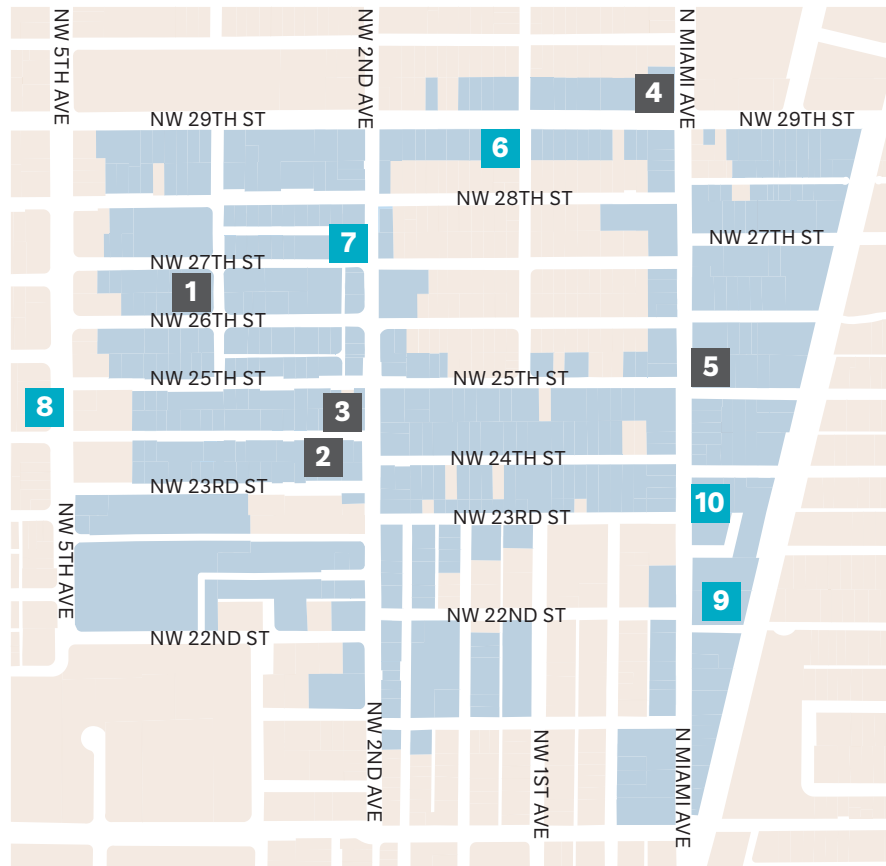 NW 5TH AVE
NW 2ND AVE
N MIAMI AVE
4
NW 29TH ST
NW 29TH ST
6
NW 28TH ST
7
NW 27TH ST
NW 27TH ST
1
NW 26TH ST
5
NW 25TH ST
NW 25TH ST
8
3
2
NW 24TH ST
NW 23RD ST
10
NW 23RD ST
NW 5TH AVE
9
NW 22ND ST
NW 22ND ST
NW 2ND AVE
NW 1ST AVE
N MIAMI AVE